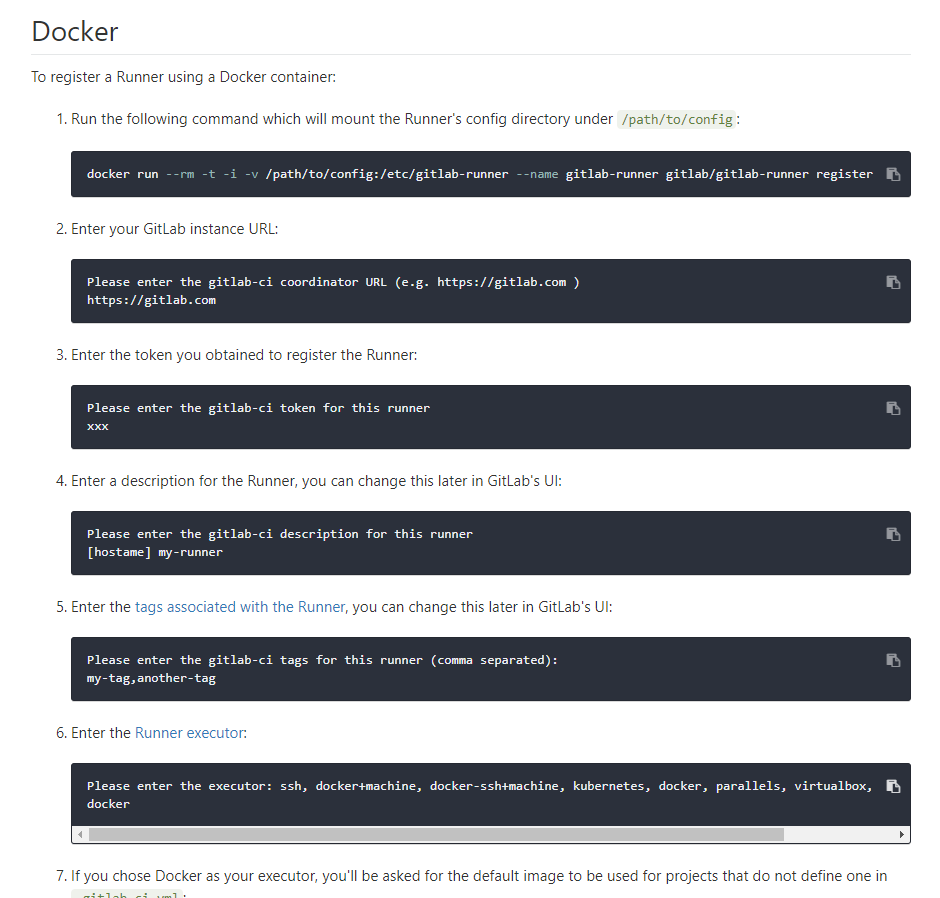 Docker
To register a Runner using a Docker container:
1. Run the following command which will mount the Runner's config directory under /path/to/config:
docker run --rm -t -i -v /path/to/config:/etc/gitlab-runner --name gitlab-runner gitlab/gitlab-runner register
2. Enter your GitLab instance URL:
Please enter the gitlab-ci coordinator URL (e.g. https://gitlab.com )
https://gitlab.com
3. Enter the token you obtained to register the Runner:
Please enter the gitlab-ci token for this runner
xxx
4. Enter a description for the Runner, you can change this later in GitLab's UI:
Please enter the gitlab-ci description for this runner
[hostame] my-runner
5. Enter the tags associated with the Runner, you can change this later in GitLab's UI:
Please enter the gitlab-ci tags for this runner (comma separated):
my-tag,another-tag
6. Enter the Runner executor:
Please enter the executor: ssh, docker+machine, docker-ssh+machine, kubernetes, docker, parallels, virtualbox,
docker
7. If you chose Docker as your executor, you'll be asked for the default image to be used for projects that do not define one in
.gitlab-ci.yml: